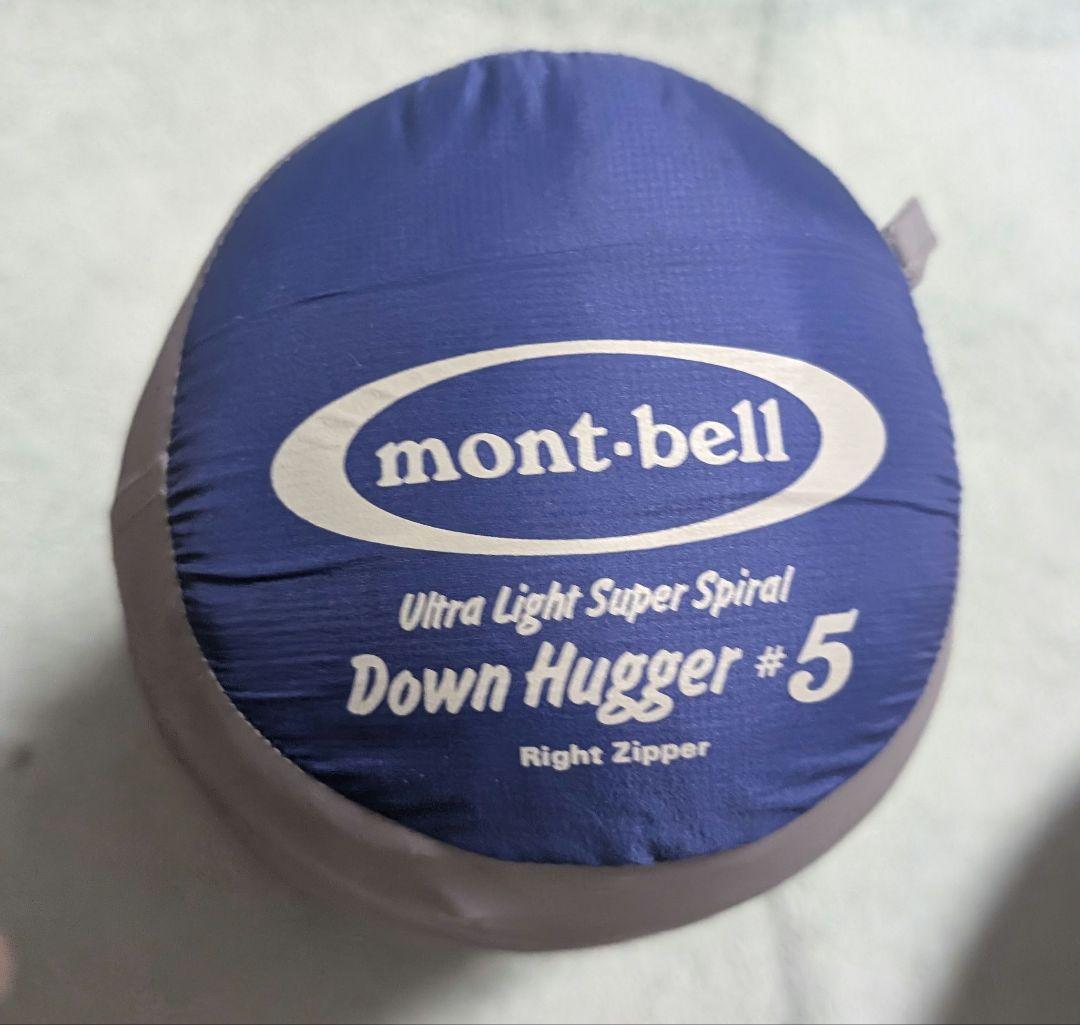 mont·bell
Ultra Light Super Spiral
Down Hugger #5
Right Zipper